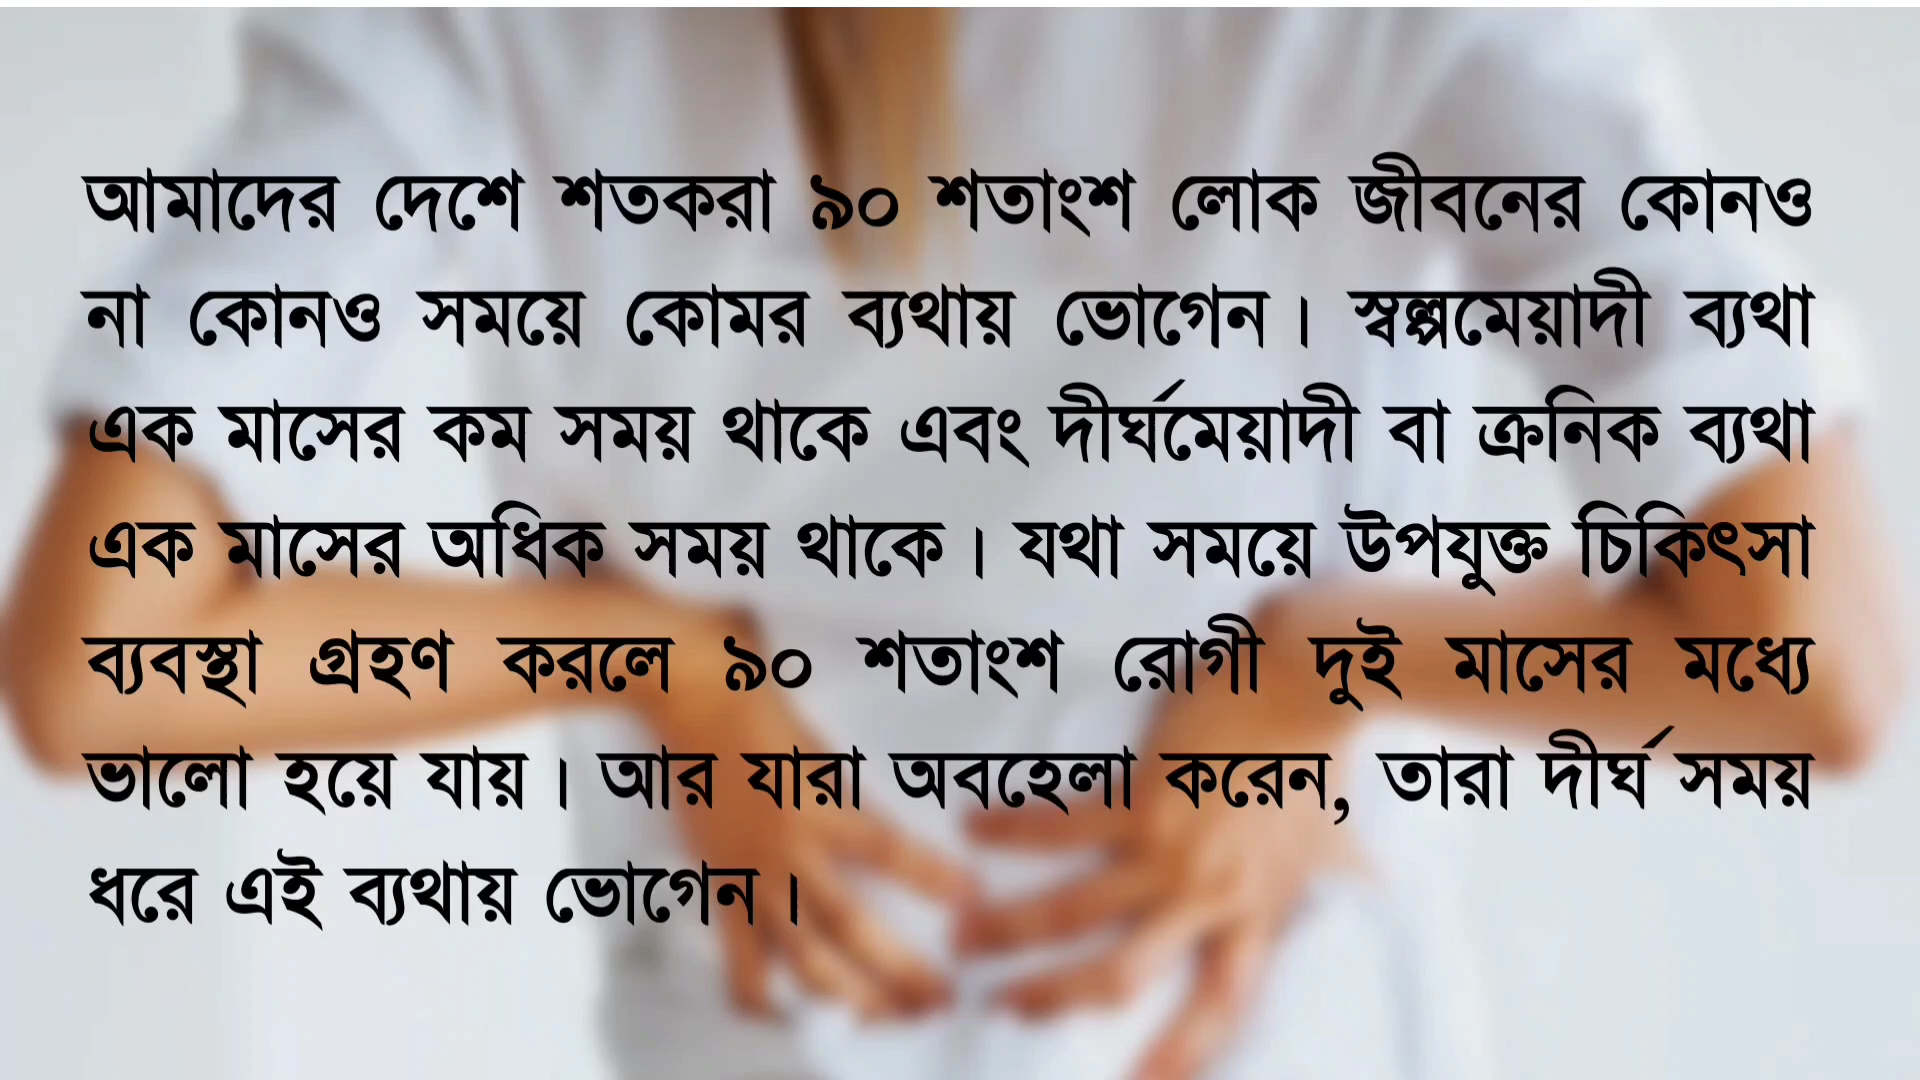 আমাদের দেশে শতকরা ৯০ শতাংশ লোক জীবনের কোনও
না কোনও সময়ে কোমর ব্যথায় ভোগেন। স্বল্পমেয়াদী ব্যথা
এক মাসের কম সময় থাকে এবং দীর্ঘমেয়াদী বা ক্রনিক ব্যথা
এক মাসের অধিক সময় থাকে। যথা সময়ে উপযুক্ত চিকিৎসা
ব্যবস্থা গ্রহণ করলে ৯০ শতাংশ রোগী দুই মাসের মধ্যে
ভালো হয়ে যায়। আর যারা অবহেলা করেন, তারা দীর্ঘ সময়
ধরে এই ব্যথায় ভোগেন।